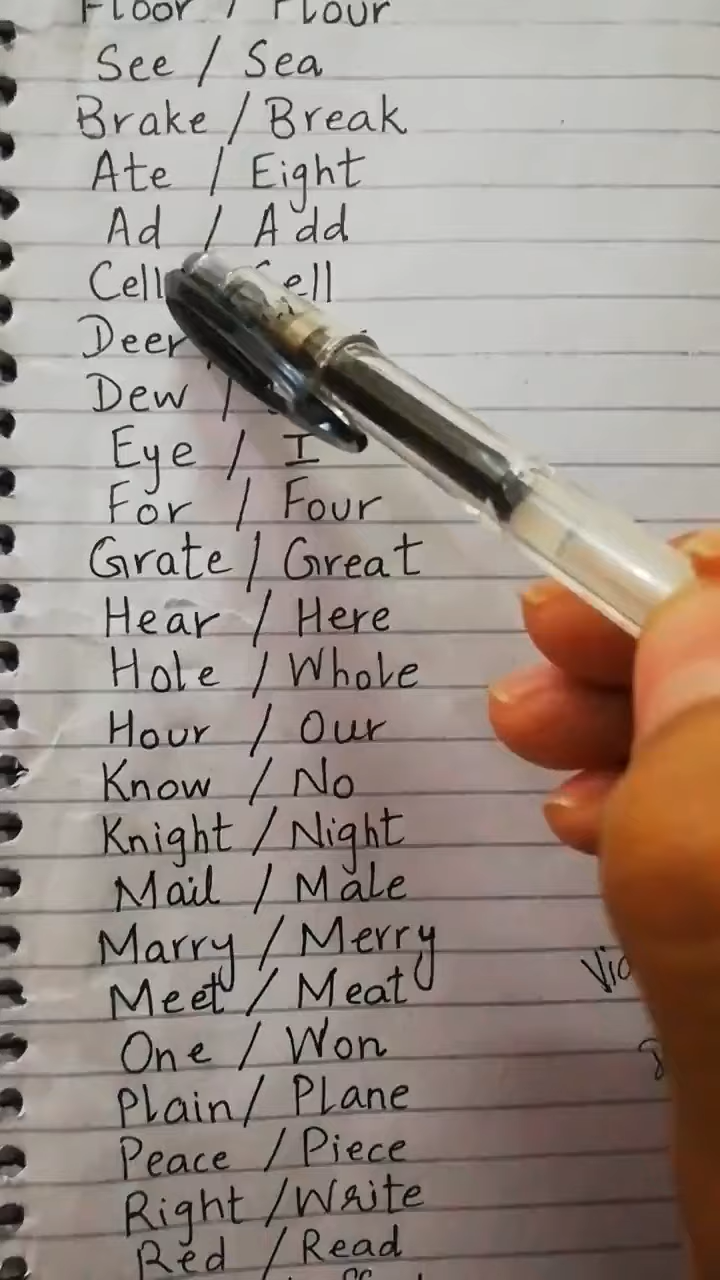 Floor / Flour
See / Sea
Brake / Break
Ate / Eight
Ad / Add
Cell ell
Deer
Dew /
Eye / I
For / Four
Grate / Great
Hear / Here
Hole / Whole
Hour / Our
Know / No
Knight / Night
Mail / Male
Marry / Merry
Meet / Meat
One / Won
Plain / Plane
Peace / Piece
Right / Write
Red / Read